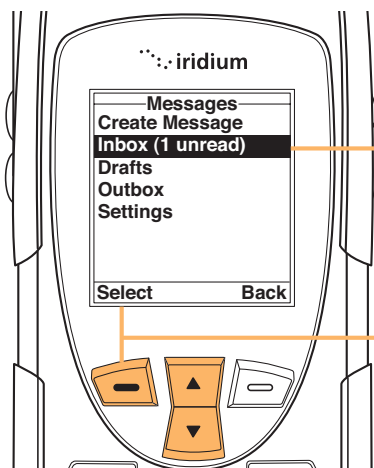 iridium
Messages
Create Message
Inbox (1 unread)
Drafts
Outbox
Settings
Select Back